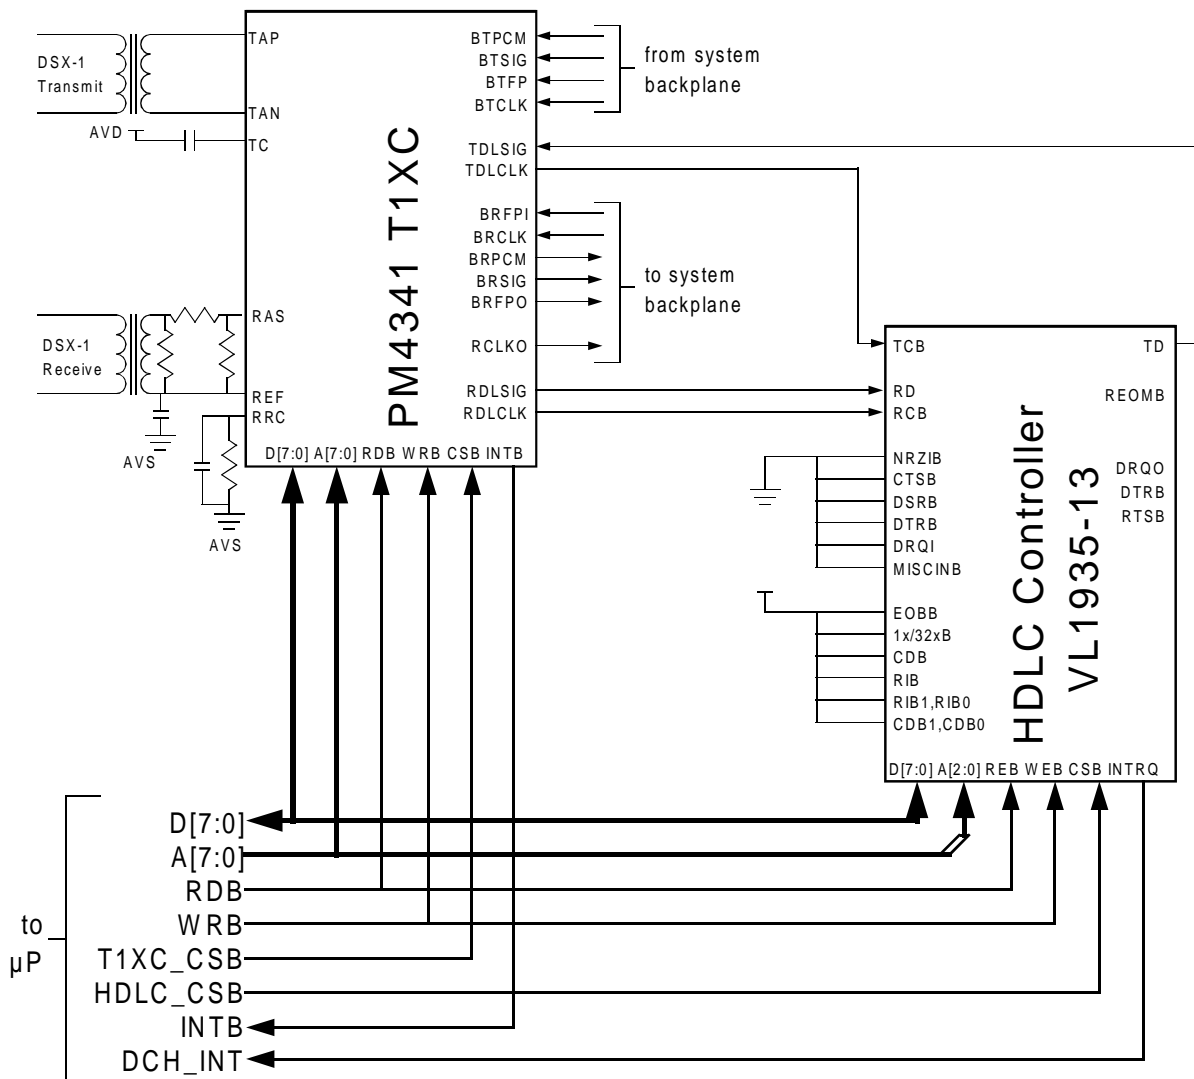 DSX-1
Transmit
AVD
TAP
TAN
TC
DSX-1
Receive
RAS
REF
RRC
AVS
AVS
PM4341 T1XC
BTPCM
BTSIG
BTFP
BTCLK
from system
backplane
TDLSIG
TDLCLK
BRFPI
BRCLK
BRPCM
BRSIG
BRFPO
RCLKO
to system
backplane
RDLSIG
RDLCLK
D[7:0] A[7:0] RDB WRB CSB INTB
TCB
RD
RCB
NRZIB
CTSB
DSRB
DTRB
DRQI
MISCINB
EOBB
1x/32xB
CDB
RIB
RIB1,RIB0
CDB1,CDB0
HDLC Controller
VL1935-13
TD
REOMB
DRQO
DTRB
RTSB
D[7:0] A[2:0] REB WEB CSB INTRQ
to
µP
D[7:0]
A[7:0]
RDB
WRB
T1XC_CSB
HDLC_CSB
INTB
DCH_INT